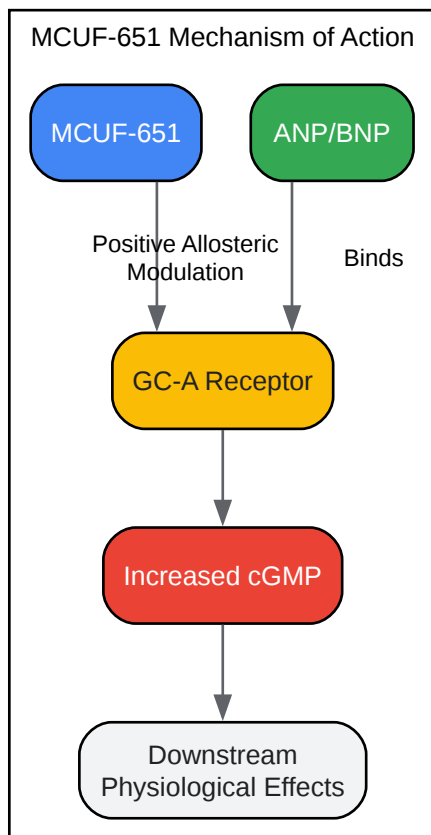 MCUF-651 Mechanism of Action
MCUF-651
ANP/BNP
Positive Allosteric
Modulation
Binds
GC-A Receptor
Increased cGMP
Downstream
Physiological Effects